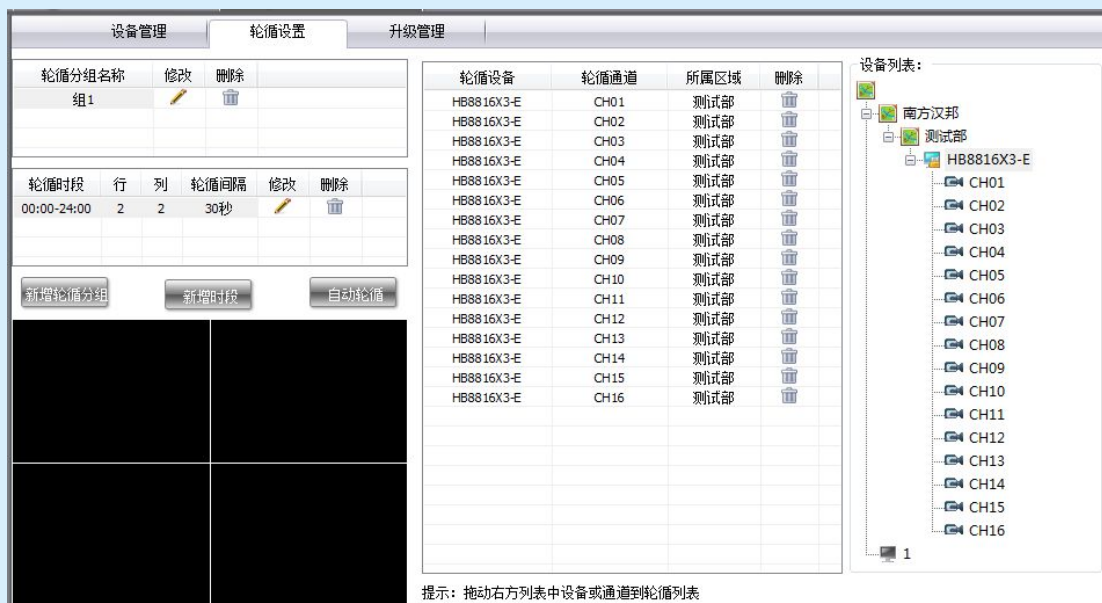 设备管理 轮循设置 升级管理
轮循分组名称 修改 删除
组1
轮循时段 行 列 轮循间隔 修改 删除
00:00-24:00 2 2 30秒
新增轮循分组 新增时段 自动轮循
轮循设备 轮循通道 所属区域 删除
HB8816X3-E CH01 测试部
HB8816X3-E CH02 测试部
HB8816X3-E CH03 测试部
HB8816X3-E CH04 测试部
HB8816X3-E CH05 测试部
HB8816X3-E CH06 测试部
HB8816X3-E CH07 测试部
HB8816X3-E CH08 测试部
HB8816X3-E CH09 测试部
HB8816X3-E CH10 测试部
HB8816X3-E CH11 测试部
HB8816X3-E CH12 测试部
HB8816X3-E CH13 测试部
HB8816X3-E CH14 测试部
HB8816X3-E CH15 测试部
HB8816X3-E CH16 测试部
提示：拖动右方列表中设备或通道到轮循列表
设备列表：
南方汉邦
测试部
HB8816X3-E
CH01
CH02
CH03
CH04
CH05
CH06
CH07
CH08
CH09
CH10
CH11
CH12
CH13
CH14
CH15
CH16
1